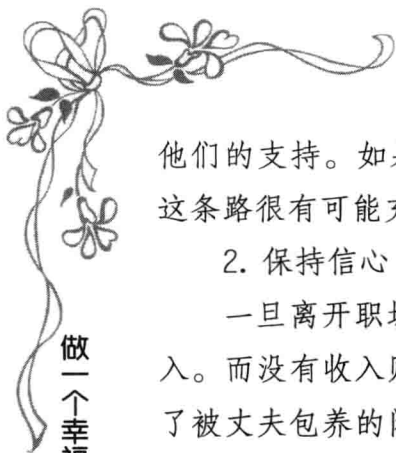 他们的支持。如
这条路很有可能
2. 保持信心
一旦离开职
入。而没有收入
了被丈夫包养的
做一个幸福